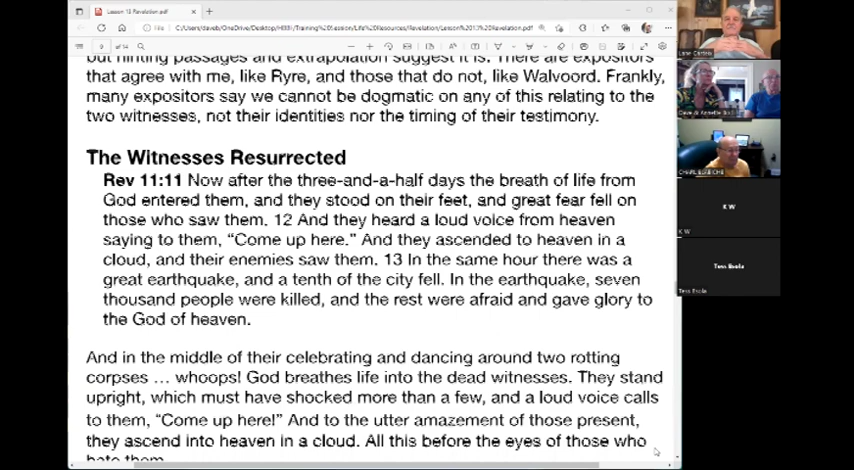 Lesson 13 Revelation.pdf
File
9 of 14
but hinting passages and extrapolation suggest it is. There are expositors
that agree with me, like Ryre, and those that do not, like Walvoord. Frankly,
many expositors say we cannot be dogmatic on any of this relating to the
two witnesses, not their identities nor the timing of their testimony.
The Witnesses Resurrected
Rev 11:11 Now after the three-and-a-half days the breath of life from
God entered them, and they stood on their feet, and great fear fell on
those who saw them. 12 And they heard a loud voice from heaven
saying to them, “Come up here.” And they ascended to heaven in a
cloud, and their enemies saw them. 13 In the same hour there was a
great earthquake, and a tenth of the city fell. In the earthquake, seven
thousand people were killed, and the rest were afraid and gave glory to
the God of heaven.
And in the middle of their celebrating and dancing around two rotting
corpses … whoops! God breathes life into the dead witnesses. They stand
upright, which must have shocked more than a few, and a loud voice calls
to them, “Come up here!” And to the utter amazement of those present,
they ascend into heaven in a cloud. All this before the eyes of those who
hate them.
K W
K W